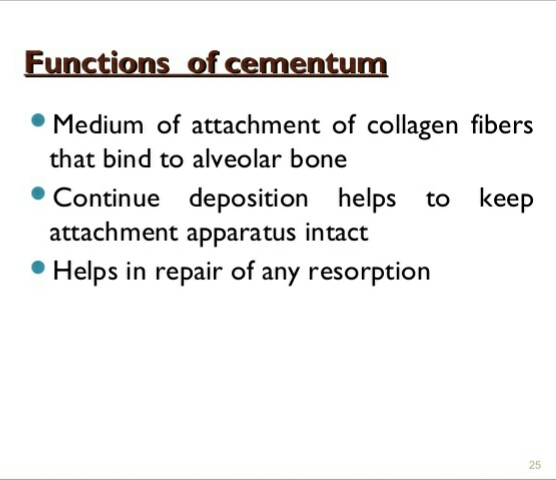 Functions of cementum
Medium of attachment of collagen fibers
that bind to alveolar bone
Continue deposition helps to keep
attachment apparatus intact
Helps in repair of any resorption
25